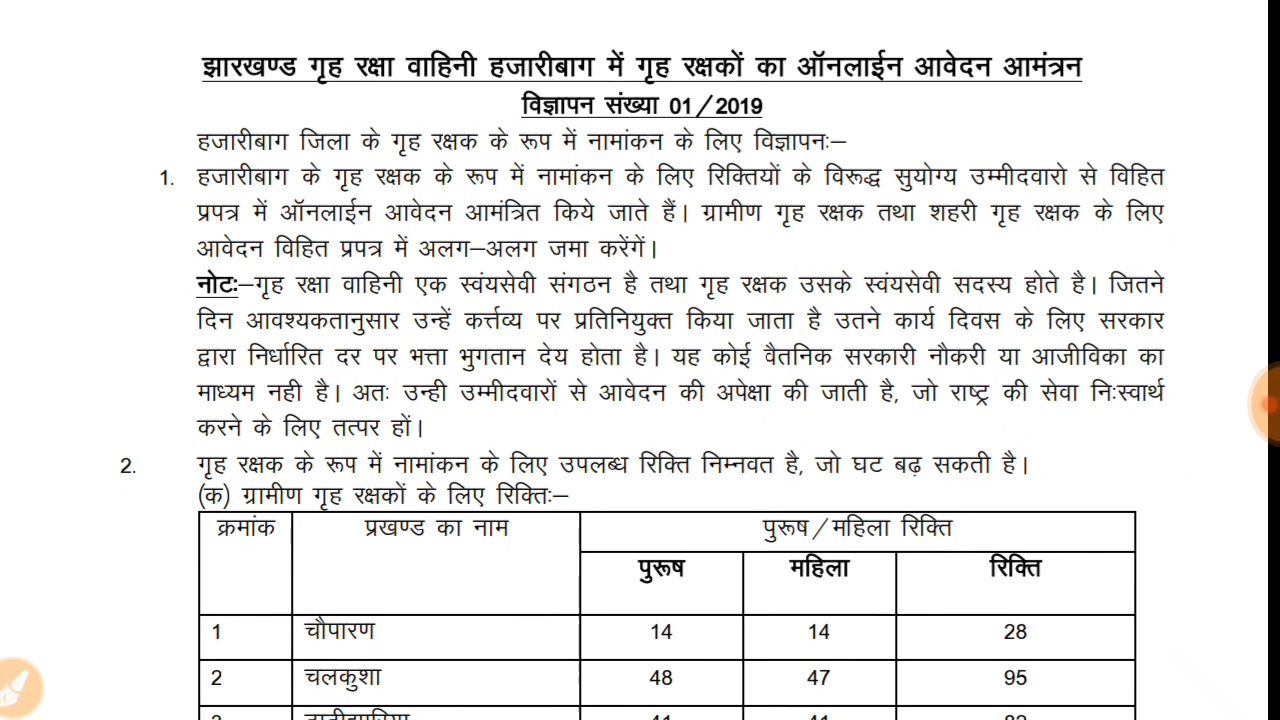 झारखण्ड गृह रक्षा वाहिनी हजारीबाग में गृह रक्षकों का ऑनलाईन आवेदन आमंत्रन
विज्ञापन संख्या 01/2019
हजारीबाग जिला के गृह रक्षक के रूप में नामांकन के लिए विज्ञापनः–
1. हजारीबाग के गृह रक्षक के रूप में नामांकन के लिए रिक्तियों के विरूद्ध सुयोग्य उम्मीदवारो से विहित
प्रपत्र में ऑनलाईन आवेदन आमंत्रित किये जाते हैं। ग्रामीण गृह रक्षक तथा शहरी गृह रक्षक के लिए
आवेदन विहित प्रपत्र में अलग–अलग जमा करेंगें।
नोटः–गृह रक्षा वाहिनी एक स्वंयसेवी संगठन है तथा गृह रक्षक उसके स्वंयसेवी सदस्य होते है। जितने
दिन आवश्यकतानुसार उन्हें कर्त्तव्य पर प्रतिनियुक्त किया जाता है उतने कार्य दिवस के लिए सरकार
द्वारा निर्धारित दर पर भत्ता भुगतान देय होता है। यह कोई वैतनिक सरकारी नौकरी या आजीविका का
माध्यम नही है। अतः उन्ही उम्मीदवारों से आवेदन की अपेक्षा की जाती है, जो राष्ट्र की सेवा निःस्वार्थ
करने के लिए तत्पर हों।
2. गृह रक्षक के रूप में नामांकन के लिए उपलब्ध रिक्ति निम्नवत है, जो घट बढ़ सकती है।
(क) ग्रामीण गृह रक्षकों के लिए रिक्तिः–
क्रमांक प्रखण्ड का नाम पुरूष/महिला रिक्ति
पुरूष महिला रिक्ति
1 चौपारण 14 14 28
2 चलकुशा 48 47 95